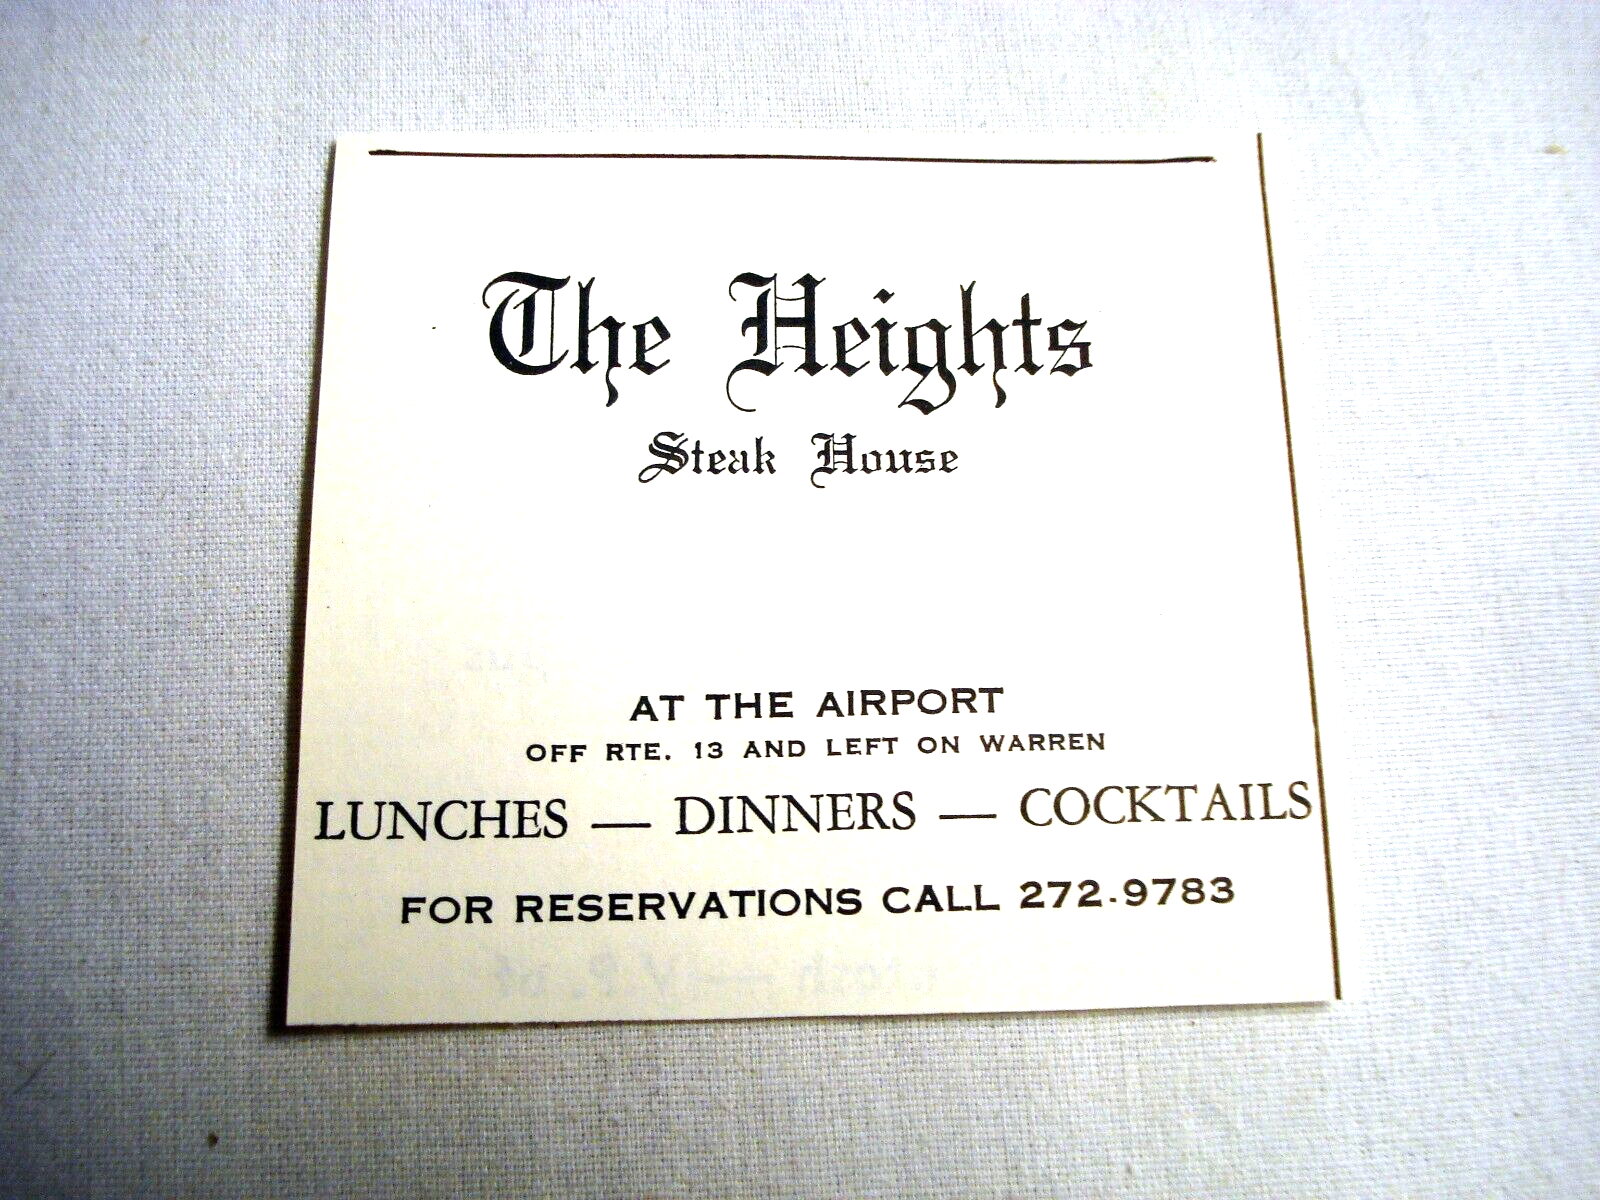 The Heights
Steak House
AT THE AIRPORT
OFF RTE. 13 AND LEFT ON WARREN
LUNCHES — DINNERS — COCKTAILS
FOR RESERVATIONS CALL 272-9783